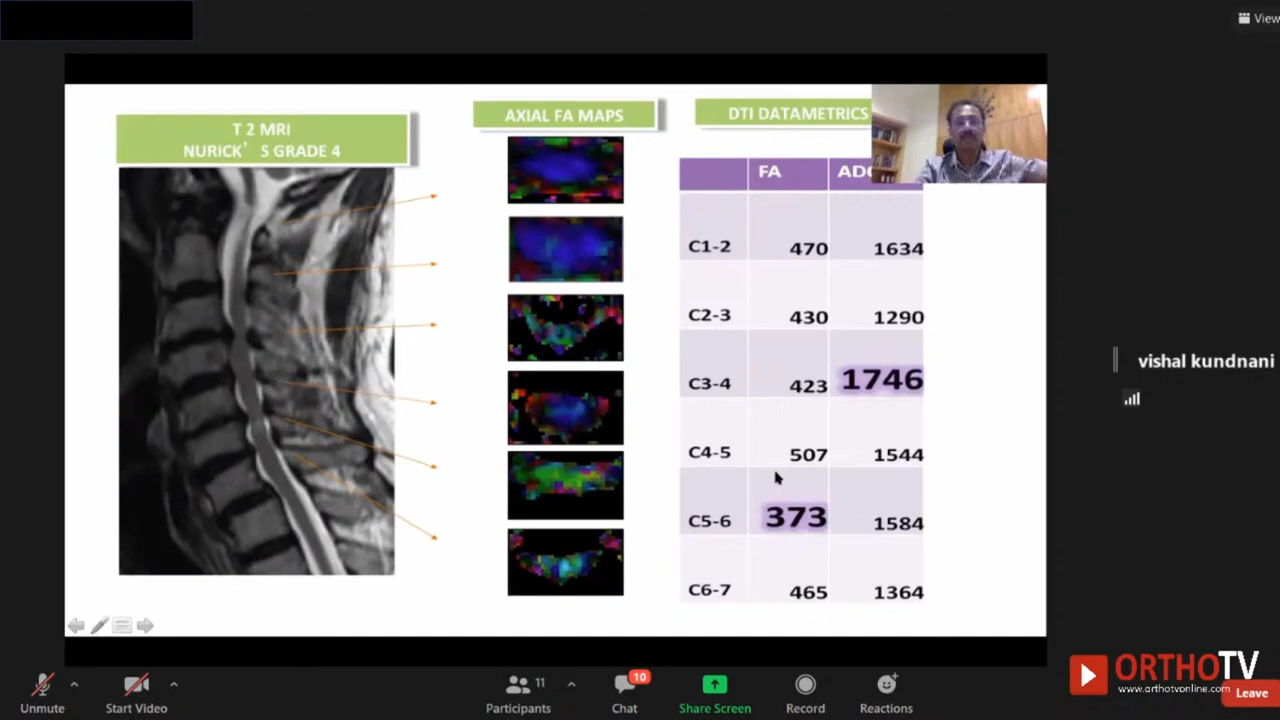 View
T 2 MRI
NURICK' S GRADE 4
AXIAL FA MAPS
DTI DATAMETRICS
FA
C1-2 470 1634
C2-3 430 1290
C3-4 423 1746
C4-5 507 1544
C5-6 373 1584
C6-7 465 1364
vishal kundnani
ORTHOTV
www.orthotvonline.com
Unmute
Start Video
11
Participants
10
Chat
Share Screen
Record
Reactions
Leave